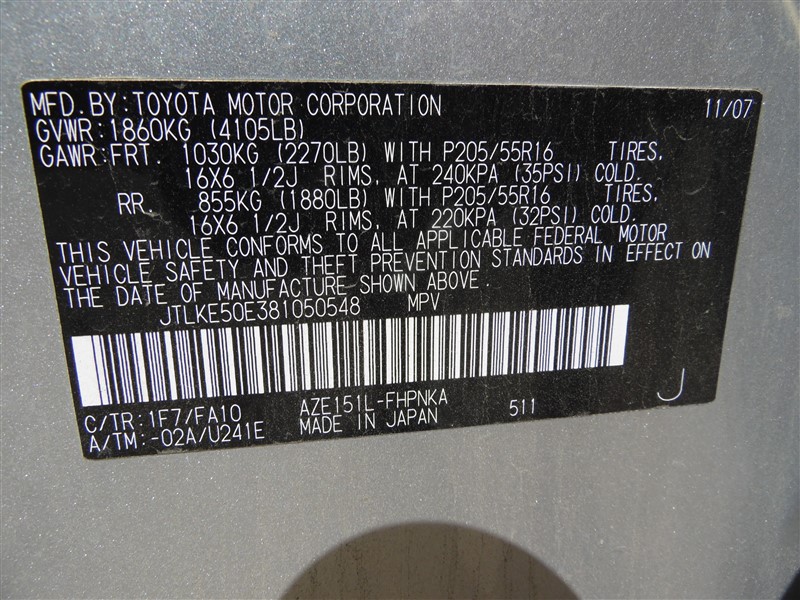 MFD.BY:TOYOTA MOTOR CORPORATION 11/07
GVWR:1860KG (4105LB)
GAWR:FRT. 1030KG (2270LB) WITH P205/55R16 TIRES,
16X6 1/2J RIMS, AT 240KPA (35PSI) COLD.
RR. 855KG (1880LB) WITH P205/55R16 TIRES,
16X6 1/2J RIMS, AT 220KPA (32PSI) COLD.
THIS VEHICLE CONFORMS TO ALL APPLICABLE FEDERAL MOTOR
VEHICLE SAFETY AND THEFT PREVENTION STANDARDS IN EFFECT ON
THE DATE OF MANUFACTURE SHOWN ABOVE.
JTLKE50E381050548 MPV
C/TR:1F7/FA10 AZE151L-FHPNKA 511 J
A/TM:-02A/U241E MADE IN JAPAN